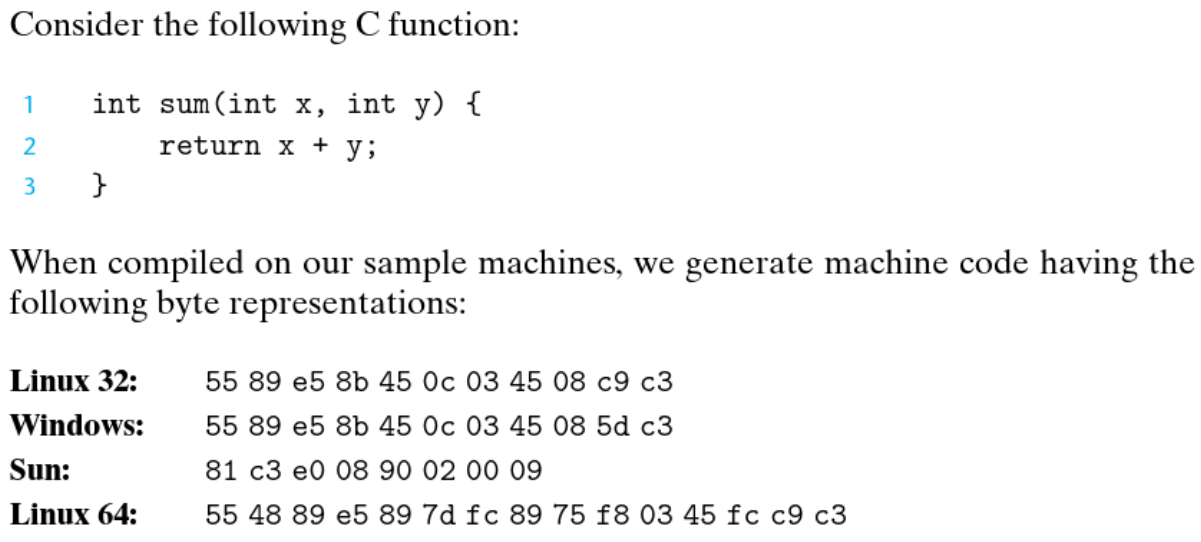 Consider the following C function:
1 int sum(int x, int y) {
2 return x + y;
3 }
When compiled on our sample machines, we generate machine code having the
following byte representations:
Linux 32: 55 89 e5 8b 45 0c 03 45 08 c9 c3
Windows: 55 89 e5 8b 45 0c 03 45 08 5d c3
Sun: 81 c3 e0 08 90 02 00 09
Linux 64: 55 48 89 e5 89 7d fc 89 75 f8 03 45 fc c9 c3